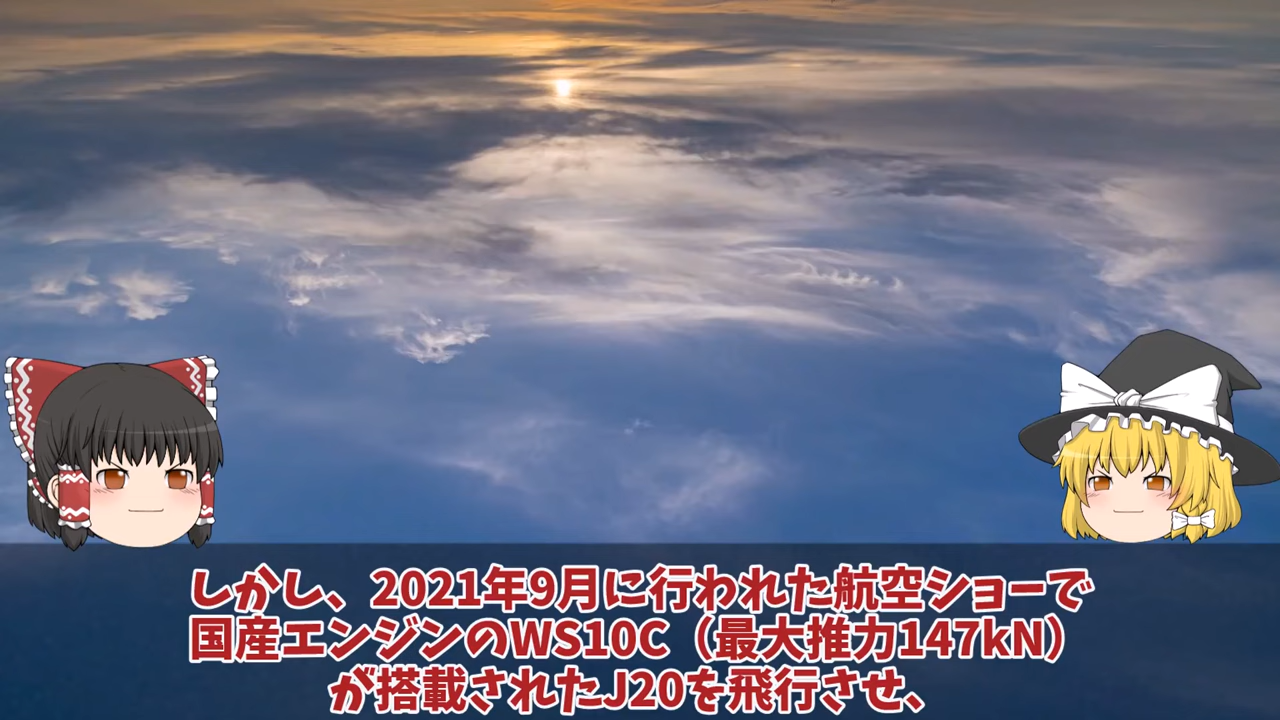 しかし、2021年9月に行われた航空ショーで
国産エンジンのWS10C（最大推力147kN）
が搭載されたJ20を飛行させ、